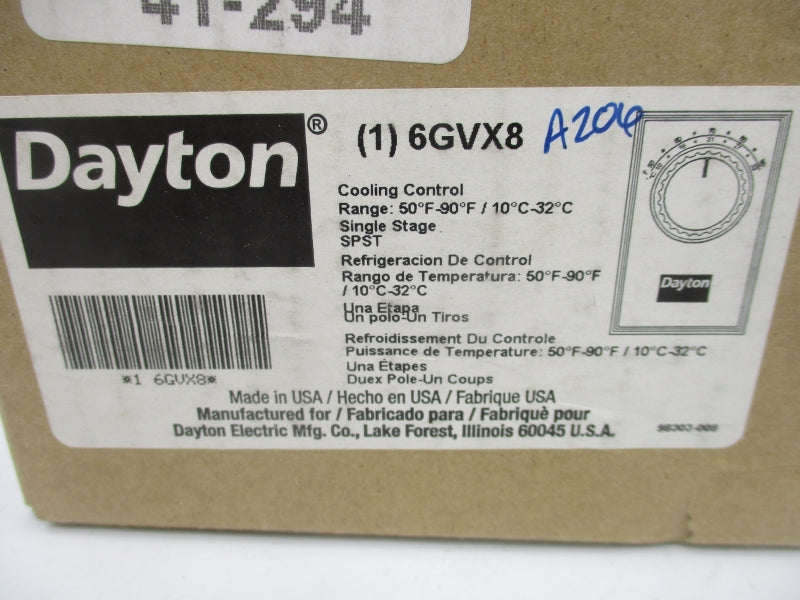 41-294
Dayton®
(1) 6GVX8 A206
Cooling Control
Range: 50°F-90°F / 10°C-32°C
Single Stage
SPST
Refrigeracion De Control
Rango de Temperatura: 50°F-90°F
/ 10°C-32°C
Una Etapa
Un polo-Un Tiros
Refroidissement Du Controle
Puissance de Temperature: 50°F-90°F / 10°C-32°C
Una Étapes
Duex Pole-Un Coups
*1 6GVX8*
Dayton
Made in USA / Hecho en USA / Fabrique USA
Manufactured for / Fabricado para / Fabriquè pour
Dayton Electric Mfg. Co., Lake Forest, Illinois 60045 U.S.A.
98303-008